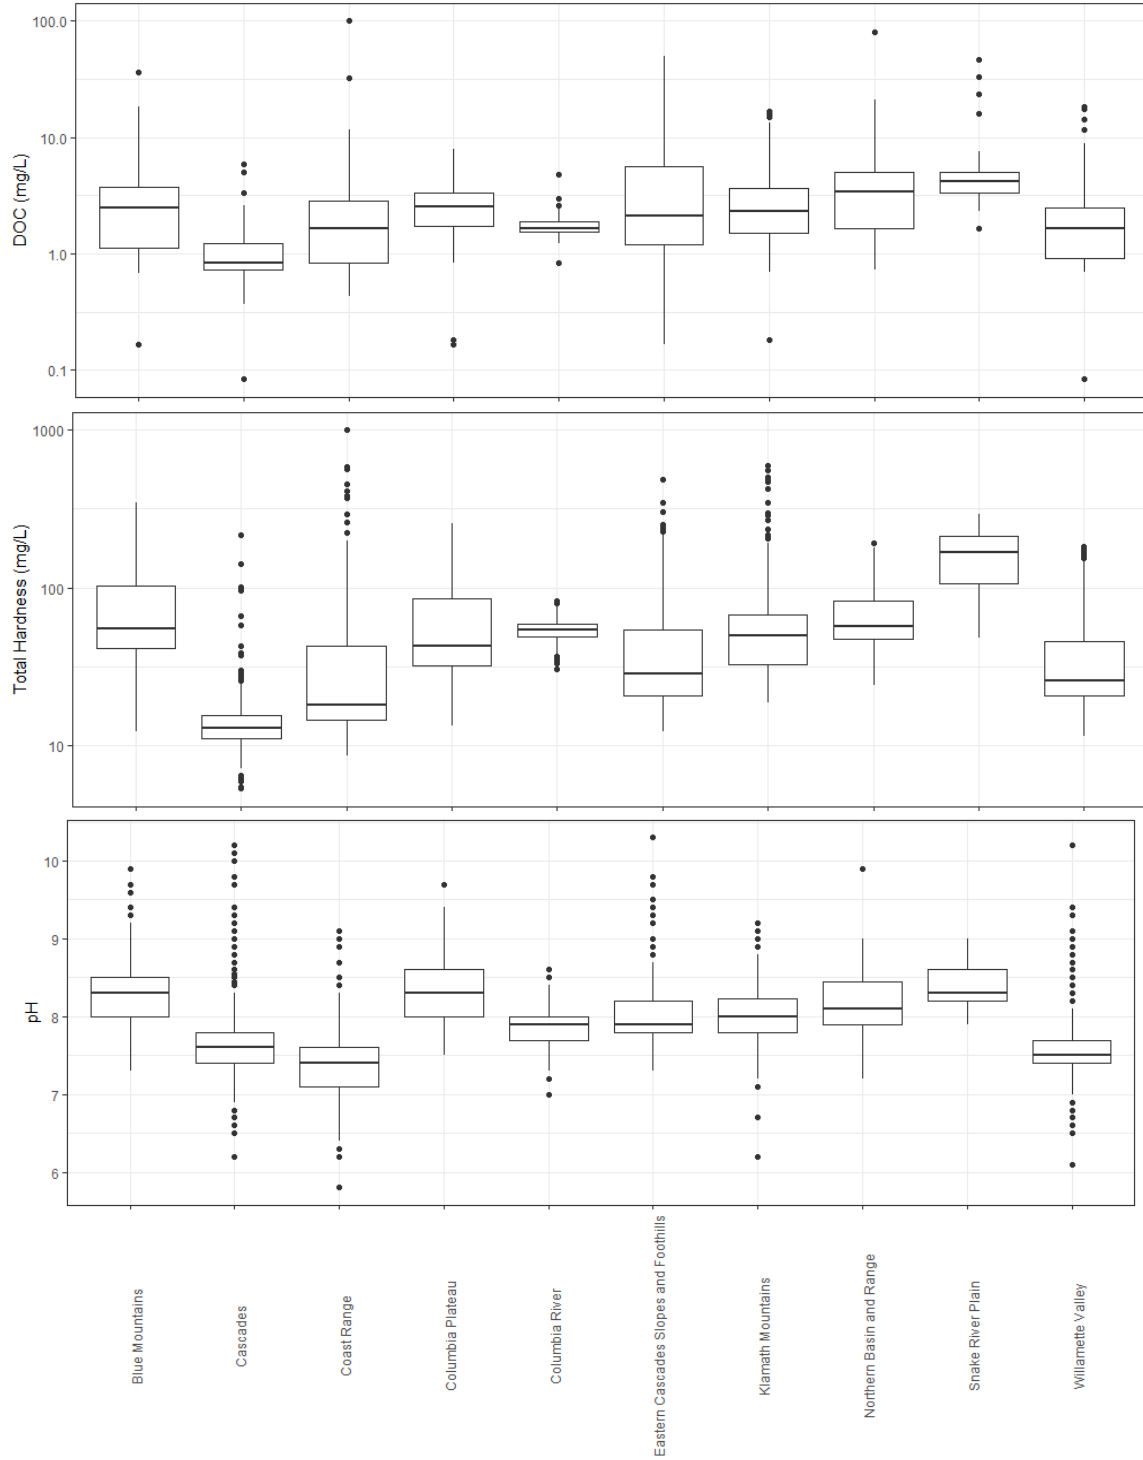 100.0
10.0
1.0
0.1
DOC (mg/L)
1000
100
10
Total Hardness (mg/L)
10
9
8
7
6
pH
Blue Mountains
Cascades
Coast Range
Columbia Plateau
Columbia River
Eastern Cascades Slopes and Foothills
Klamath Mountains
Northern Basin and Range
Snake River Plain
Willamette Valley